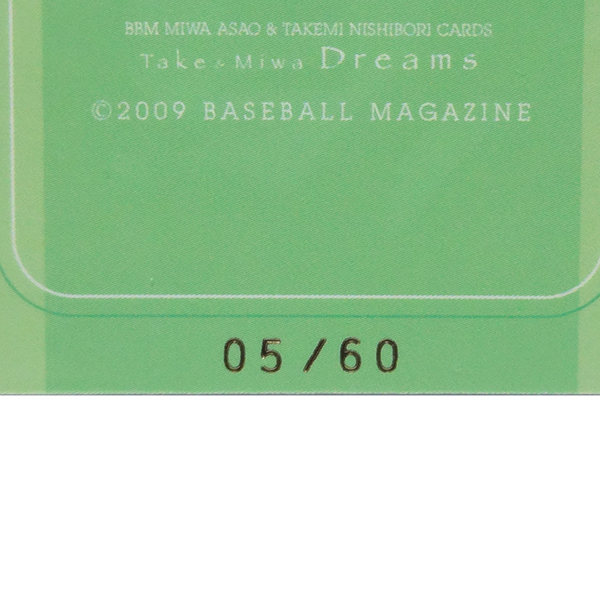 BBM MIWA ASAO & TAKEMI NISHIBORI CARDS
Take & Miwa Dreams
©2009 BASEBALL MAGAZINE
05/60